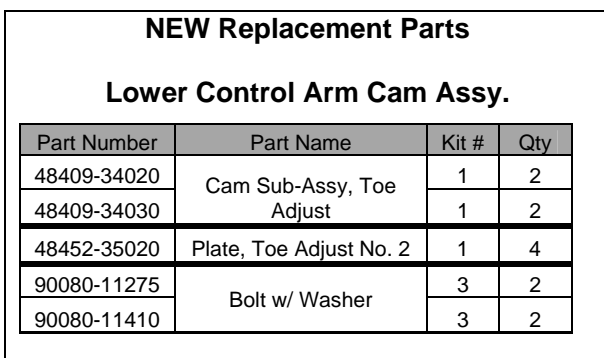 NEW Replacement Parts
Lower Control Arm Cam Assy.
Part Number Part Name Kit # Qty
48409-34020 Cam Sub-Assy, Toe Adjust 1 2
48409-34030 1 2
48452-35020 Plate, Toe Adjust No. 2 1 4
90080-11275 Bolt w/ Washer 3 2
90080-11410 3 2